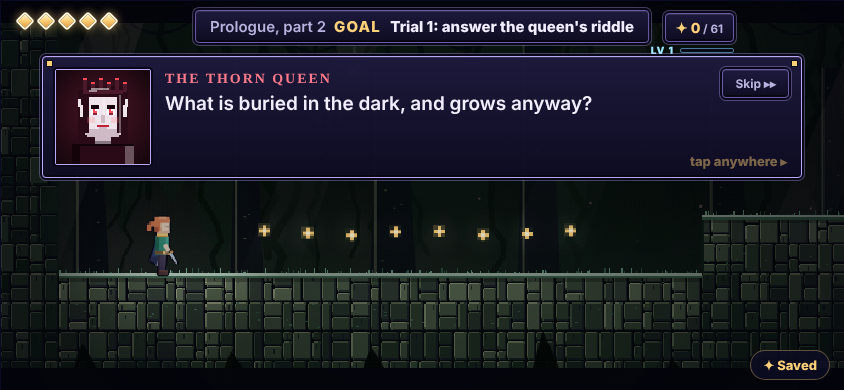 Prologue, part 2 GOAL Trial 1: answer the queen's riddle
✦ 0 / 61
LV 1
THE THORN QUEEN
Skip ▸▸
What is buried in the dark, and grows anyway?
tap anywhere ▸
✦ Saved